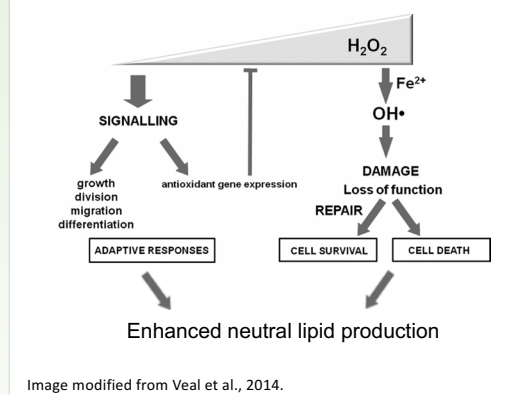 H2O2
Fe2+
OH•
SIGNALLING
growth
division
migration
differentiation
antioxidant gene expression
DAMAGE
Loss of function
REPAIR
ADAPTIVE RESPONSES
CELL SURVIVAL
CELL DEATH
Enhanced neutral lipid production
Image modified from Veal et al., 2014.